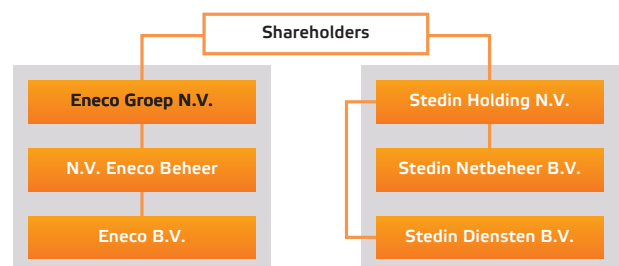 Shareholders
Eneco Groep N.V.
N.V. Eneco Beheer
Eneco B.V.
Stedin Holding N.V.
Stedin Netbeheer B.V.
Stedin Diensten B.V.